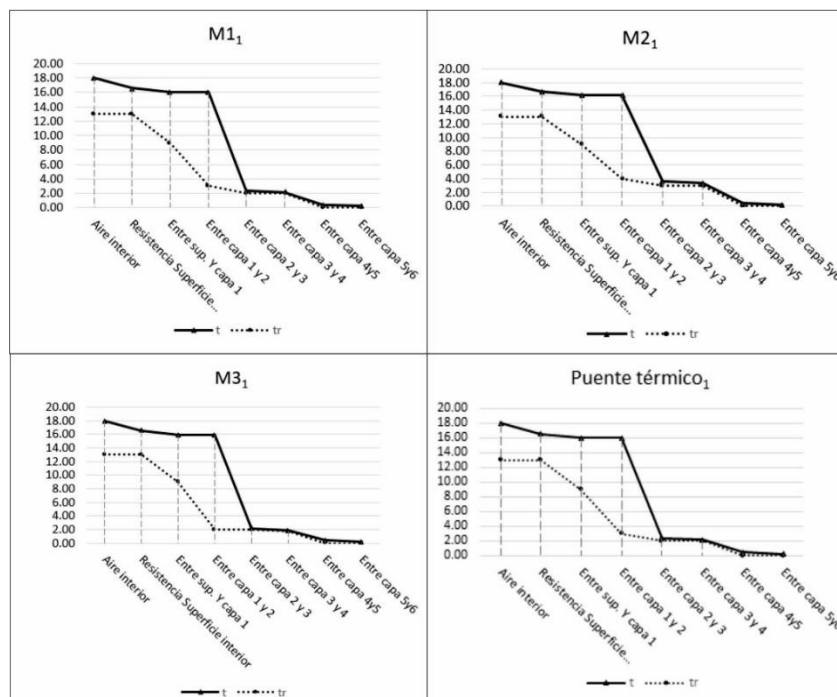 M1₁
20.00
18.00
16.00
14.00
12.00
10.00
8.00
6.00
4.00
2.00
0.00
Aire interior
Resistencia Superficie...
Entre sup. Y capa 1
Entre capa 1 y 2
Entre capa 2 y 3
Entre capa 3 y 4
Entre capa 4y5
Entre capa 5y6
t tr
M2₁
20.00
18.00
16.00
14.00
12.00
10.00
8.00
6.00
4.00
2.00
0.00
Aire interior
Resistencia Superficie...
Entre sup. Y capa 1
Entre capa 1 y 2
Entre capa 2 y 3
Entre capa 3 y 4
Entre capa 4y5
Entre capa 5y6
t tr
M3₁
20.00
18.00
16.00
14.00
12.00
10.00
8.00
6.00
4.00
2.00
0.00
Aire interior
Resistencia Superficie interior
Entre sup. Y capa 1
Entre capa 1 y 2
Entre capa 2 y 3
Entre capa 3 y 4
Entre capa 4y5
Entre capa 5y6
t tr
Puente térmico₁
20.00
18.00
16.00
14.00
12.00
10.00
8.00
6.00
4.00
2.00
0.00
Aire interior
Resistencia Superficie...
Entre sup. Y capa 1
Entre capa 1 y 2
Entre capa 2 y 3
Entre capa 3 y 4
Entre capa 4y5
Entre capa 5y6
t tr